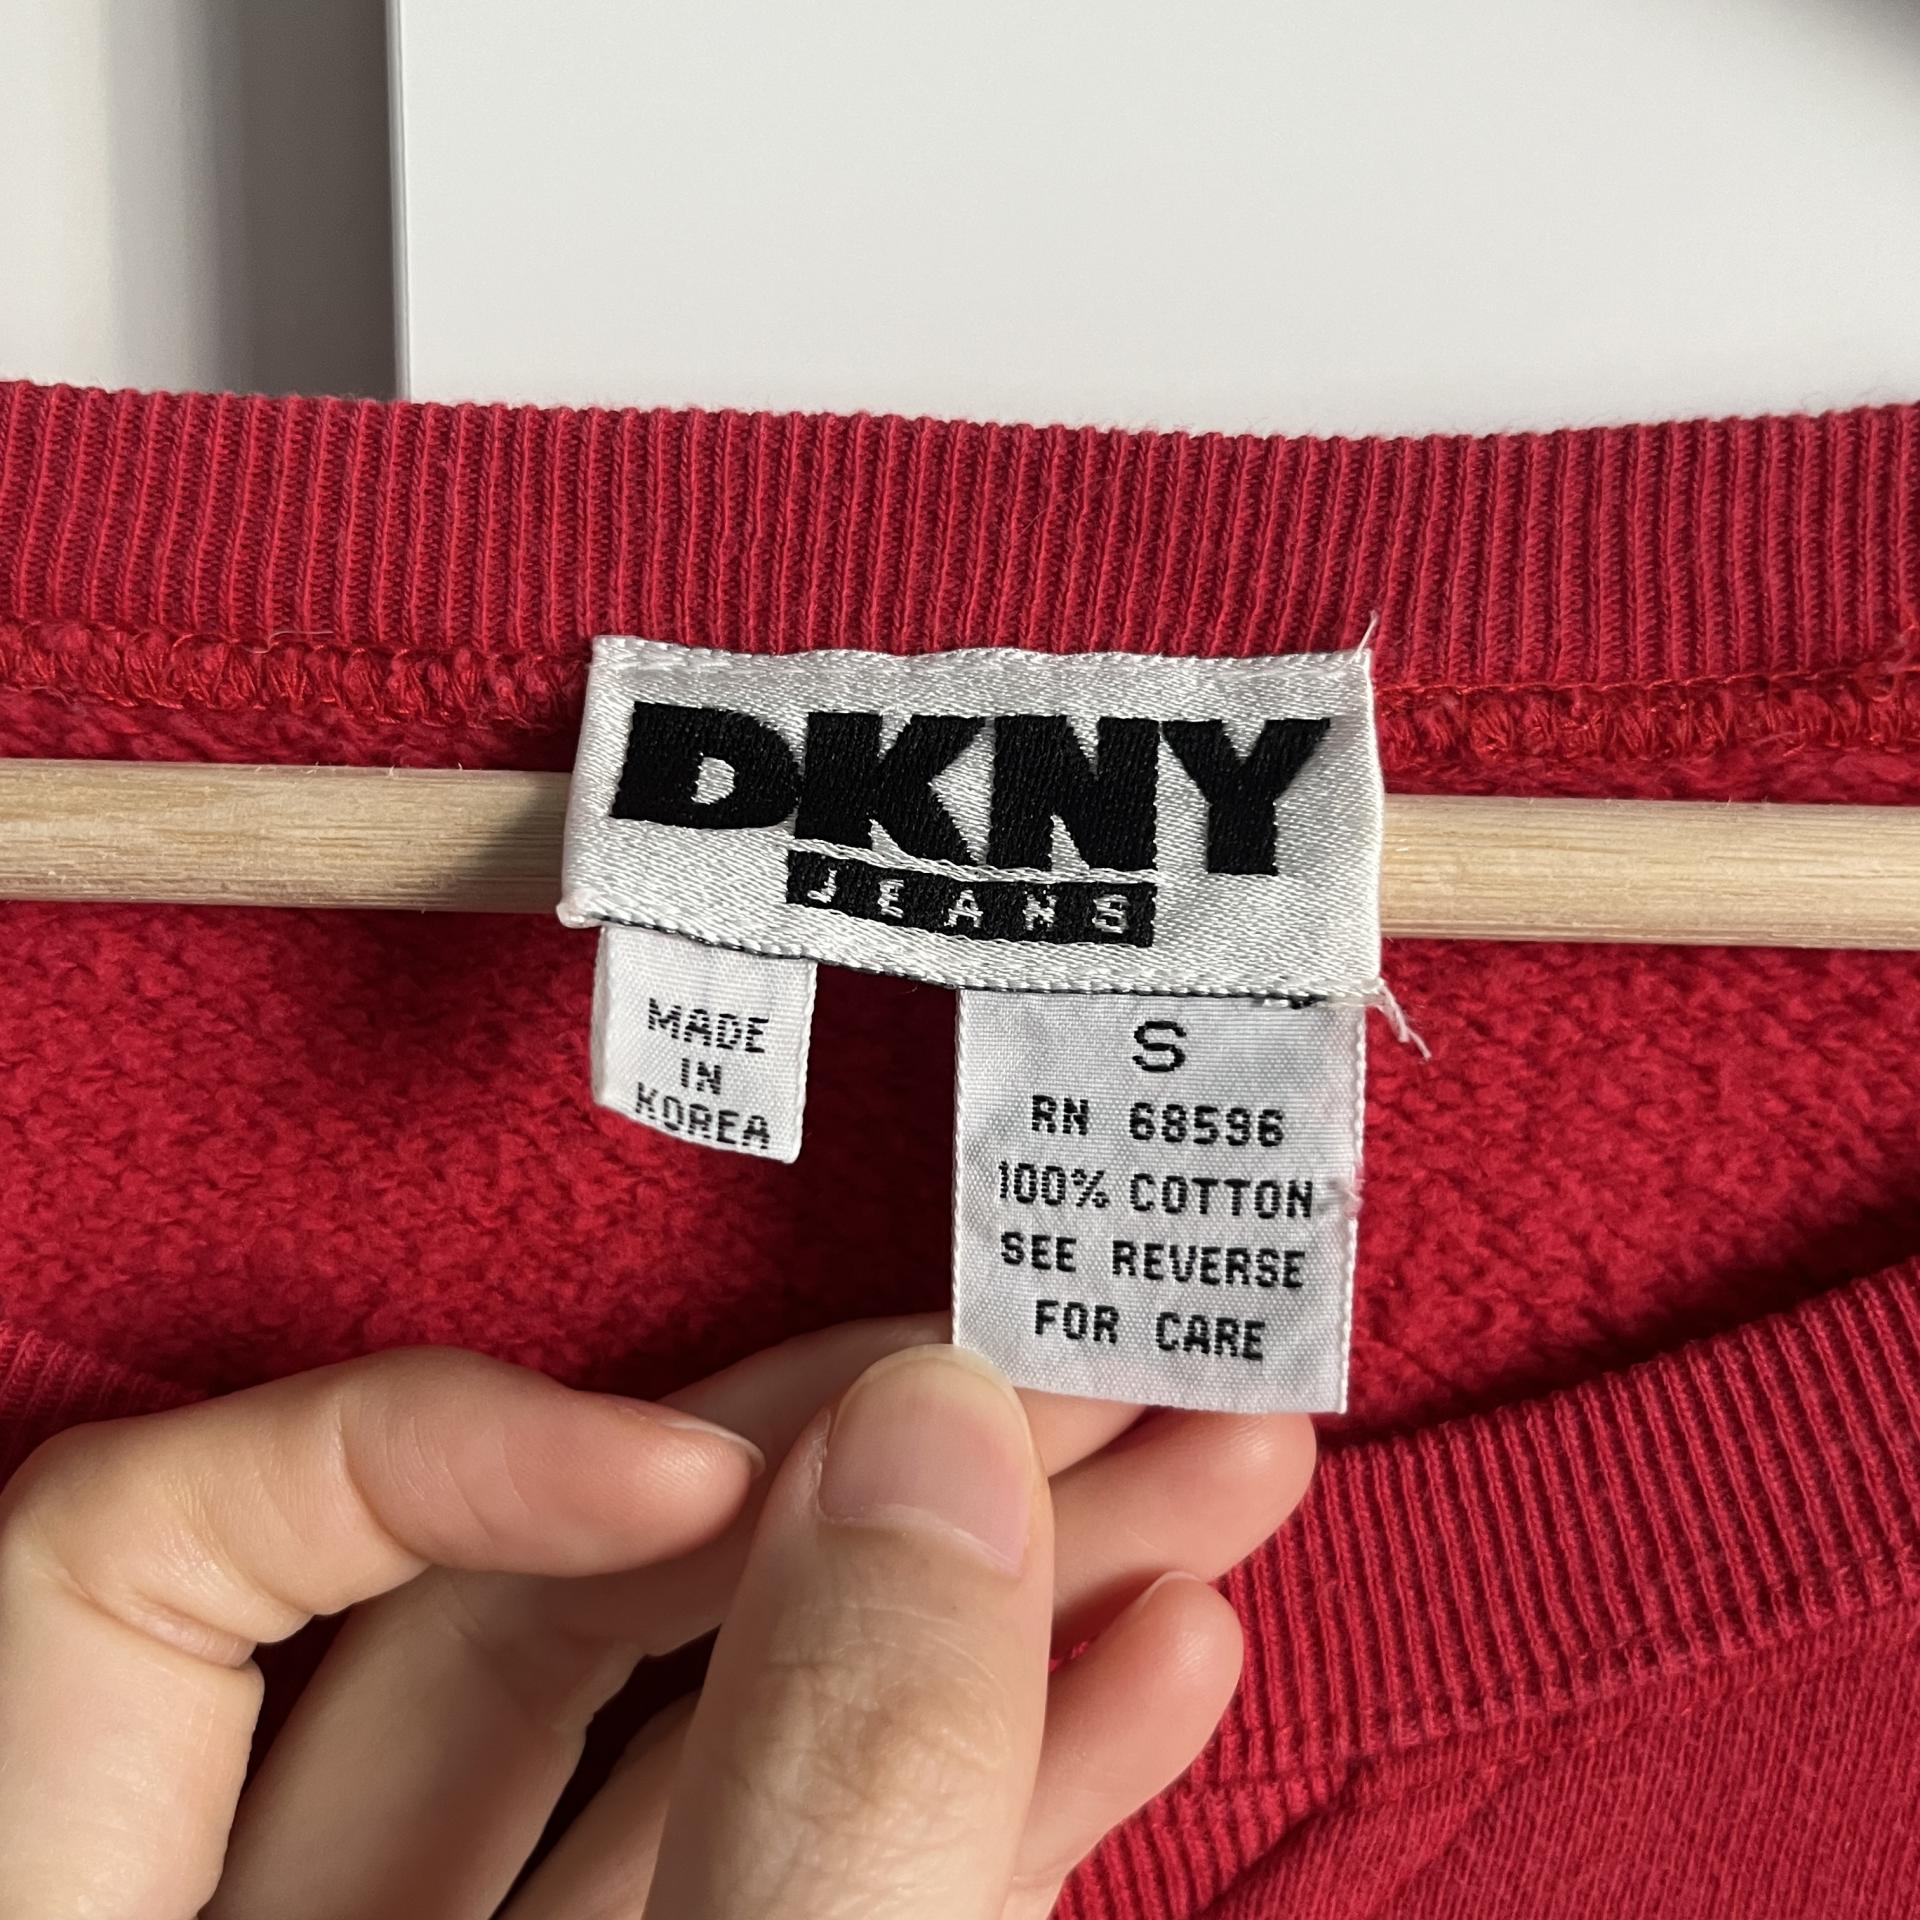 DKNY
JEANS
MADE
IN
KOREA
S
RN 68596
100% COTTON
SEE REVERSE
FOR CARE